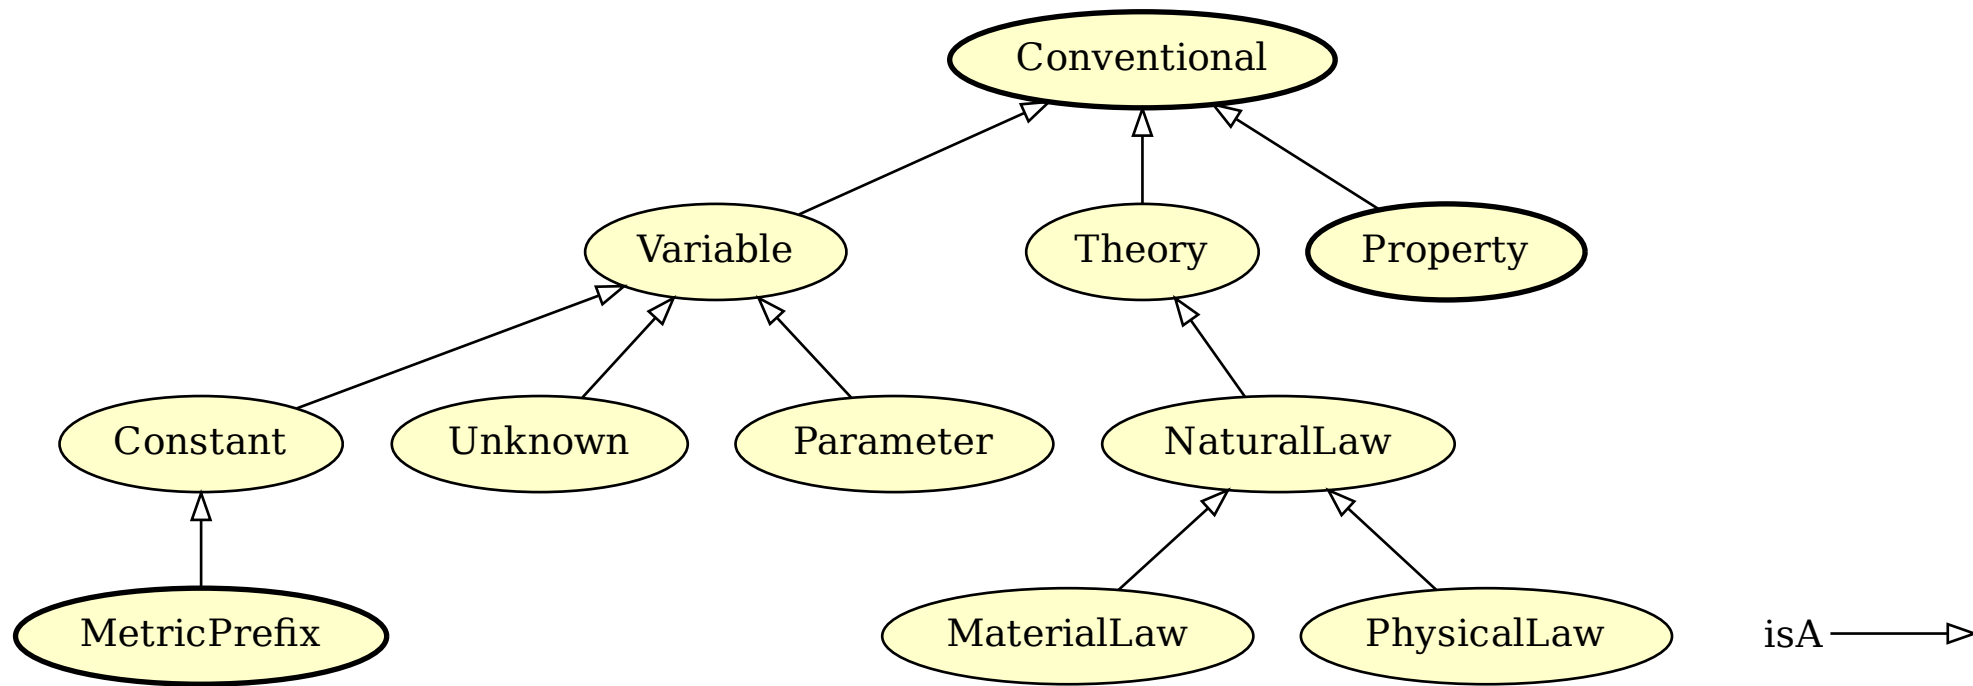 Conventional
Variable
Theory
Property
Constant
Unknown
Parameter
NaturalLaw
MetricPrefix
MaterialLaw
PhysicalLaw
isA